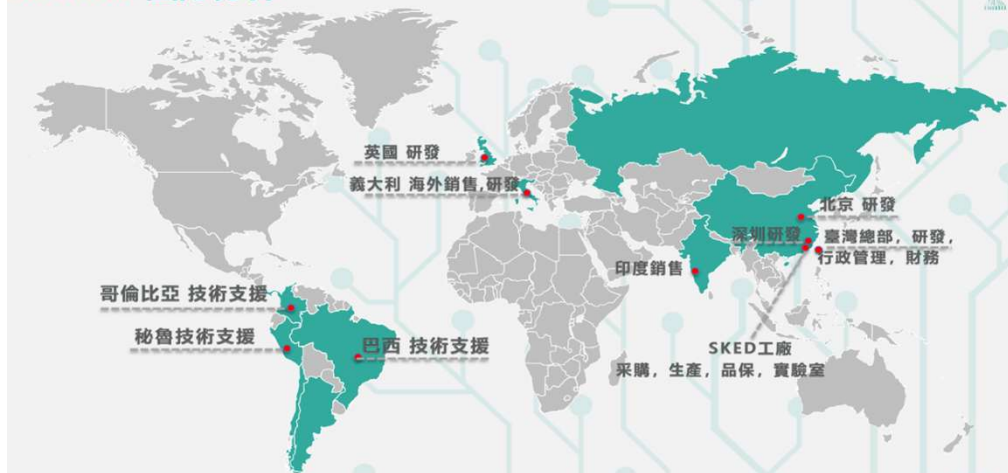 英國 研發
義大利 海外銷售,研發
北京 研發
深圳研發
臺灣總部，研發，
行政管理，財務
印度銷售
哥倫比亞 技術支援
秘魯技術支援
巴西 技術支援
SKED工廠
采購，生產，品保，實驗室